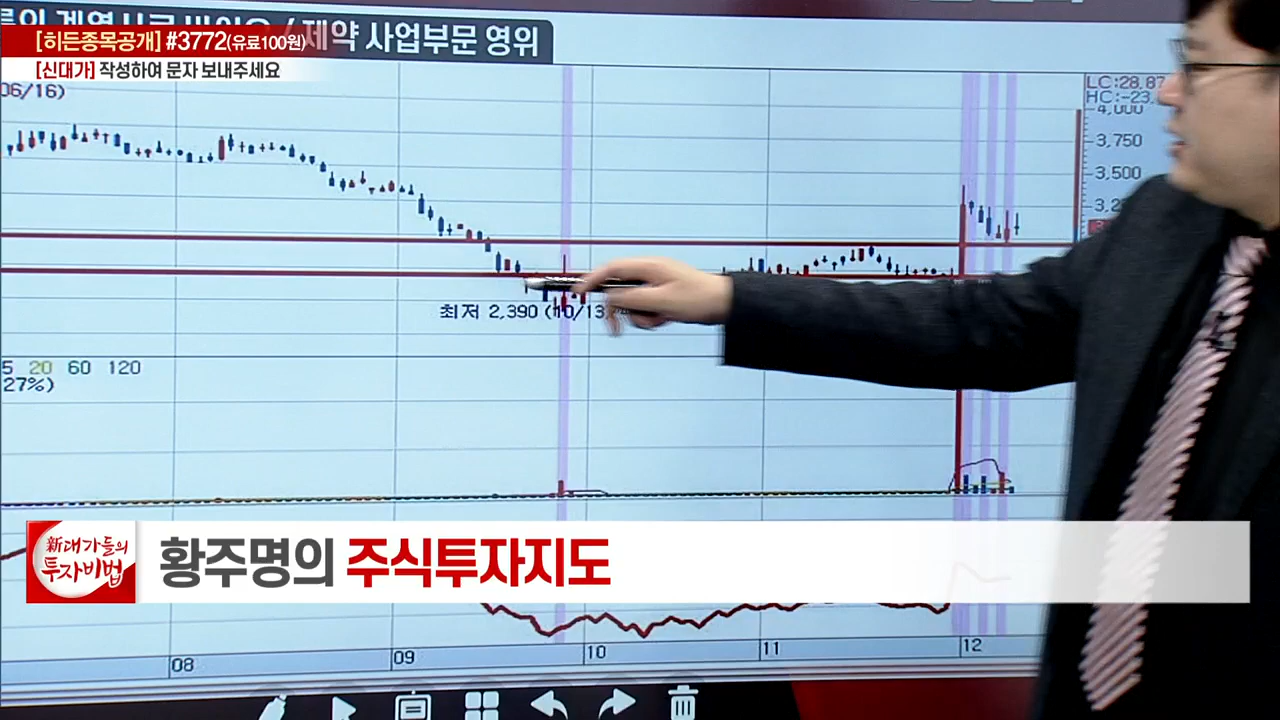 제약 사업부문 영위
[히든종목공개] #3772(유료100원)
[신대가] 작성하여 문자 보내주세요
06/16)
LC:28.87
HC:-23.
4,000
3,750
3,500
최저 2,390 (10/13,
5 20 60 120
27%)
新대가들의
투자비법
황주명의 주식투자지도
08 09 10 11 12